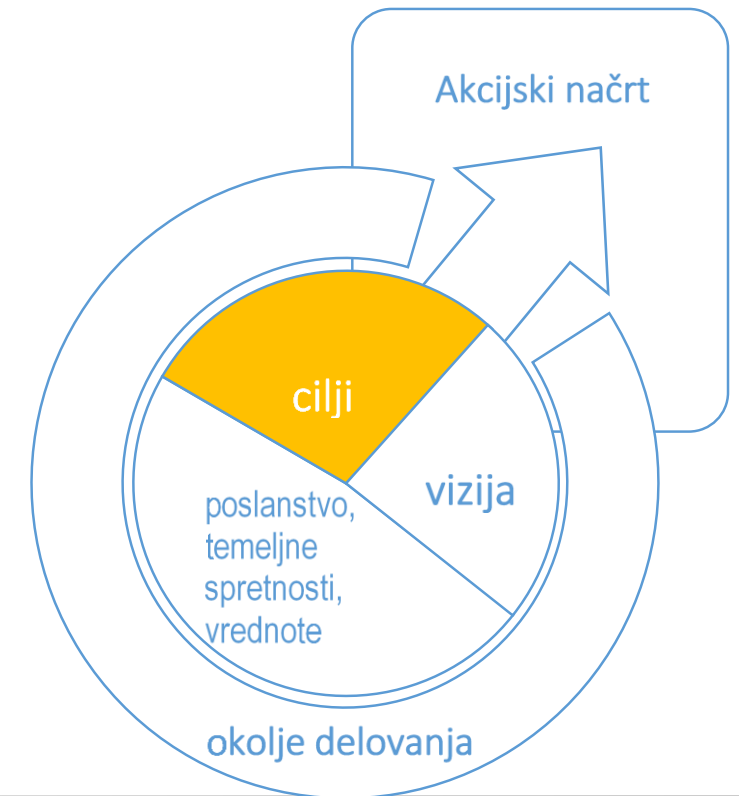 Akcijski načrt
cilji
vizija
poslanstvo,
temeljne
spretnosti,
vrednote
okolje delovanja